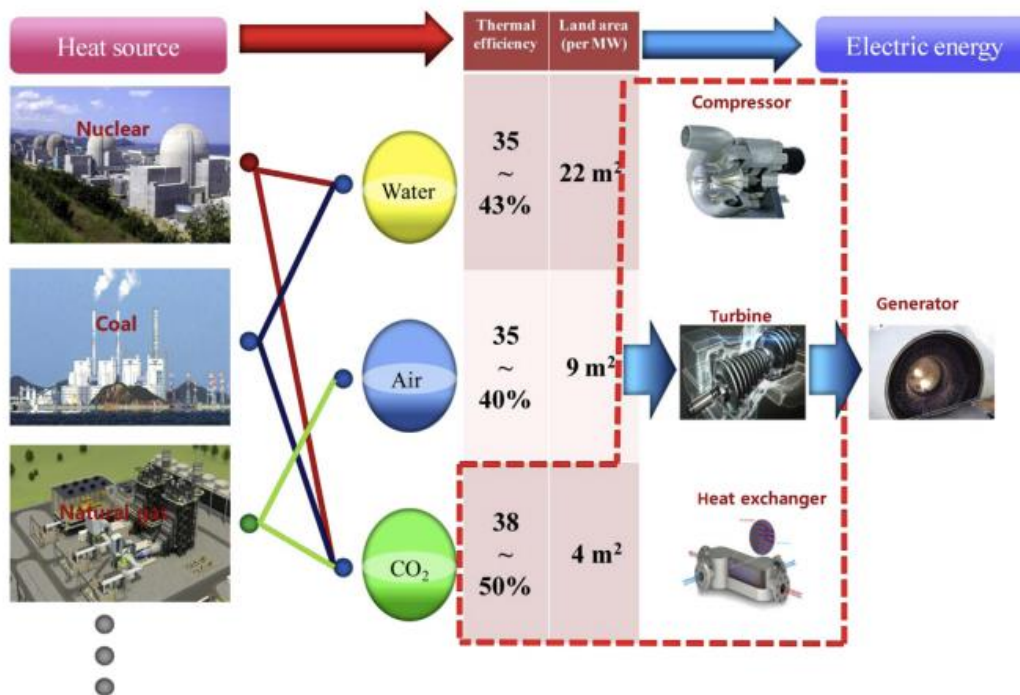 Heat source
Thermal
efficiency
Land area
(per MW)
Electric energy
Nuclear
Water
35
~
43%
22 m²
Compressor
Coal
Air
35
~
40%
9 m²
Turbine
Generator
Natural gas
CO₂
38
~
50%
4 m²
Heat exchanger